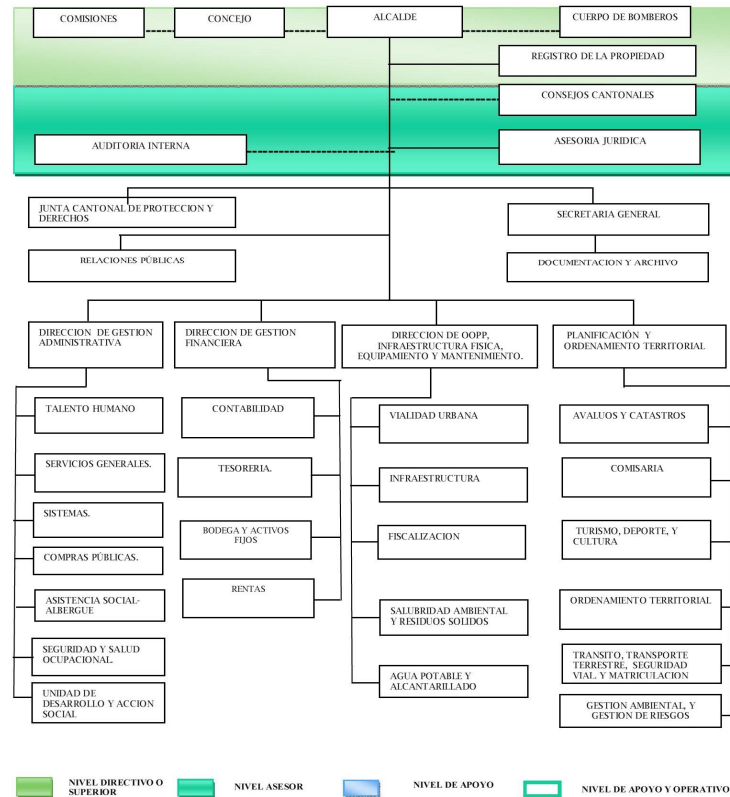 COMISIONES
CONCEJO
ALCALDE
CUERPO DE BOMBEROS
REGISTRO DE LA PROPIEDAD
CONSEJOS CANTONALES
AUDITORIA INTERNA
ASESORIA JURIDICA
JUNTA CANTONAL DE PROTECCION Y
DERECHOS
SECRETARIA GENERAL
RELACIONES PÚBLICAS
DOCUMENTACION Y ARCHIVO
DIRECCION DE GESTION
ADMINISTRATIVA
DIRECCION DE GESTION
FINANCIERA
DIRECCION DE OOPP,
INFRAESTRUCTURA FISICA,
EQUIPAMIENTO Y MANTENIMIENTO.
PLANIFICACIÓN Y
ORDENAMIENTO TERRITORIAL
TALENTO HUMANO
SERVICIOS GENERALES.
SISTEMAS.
COMPRAS PÚBLICAS.
ASISTENCIA SOCIAL-
ALBERGUE
SEGURIDAD Y SALUD
OCUPACIONAL.
UNIDAD DE
DESARROLLO Y ACCION
SOCIAL
CONTABILIDAD
TESORERIA.
BODEGA Y ACTIVOS
FIJOS
RENTAS
VIALIDAD URBANA
INFRAESTRUCTURA
FISCALIZACION
SALUBRIDAD AMBIENTAL
Y RESIDUOS SOLIDOS
AGUA POTABLE Y
ALCANTARILLADO
AVALUOS Y CATASTROS
COMISARIA
TURISMO, DEPORTE, Y
CULTURA
ORDENAMIENTO TERRITORIAL
TRANSITO, TRANSPORTE
TERRESTRE, SEGURIDAD
VIAL Y MATRICULACION
GESTION AMBIENTAL, Y
GESTION DE RIESGOS
NIVEL DIRECTIVO O
SUPERIOR
NIVEL ASESOR
NIVEL DE APOYO
NIVEL DE APOYO Y OPERATIVO